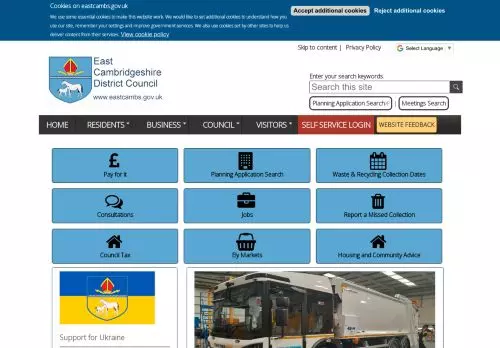 Cookies on eastcambs.gov.uk
We use some essential cookies to make this website work. We would like to set additional cookies to understand how you
use our site, remember your settings and improve government services. We also use cookies set by other sites to help us
deliver content from their services. View cookie policy
Accept additional cookies
Reject additional cookies
Skip to content |
Privacy Policy
Select Language
East
Cambridgeshire
District Council
www.eastcambs.gov.uk
Enter your search keywords
Search this site
Planning Application Search
Meetings Search
HOME
RESIDENTS
BUSINESS
COUNCIL
VISITORS
SELF SERVICE LOGIN
WEBSITE FEEDBACK
Pay for it
Planning Application Search
Waste & Recycling Collection Dates
Consultations
Jobs
Report a Missed Collection
Council Tax
Ely Markets
Housing and Community Advice
Support for Ukraine